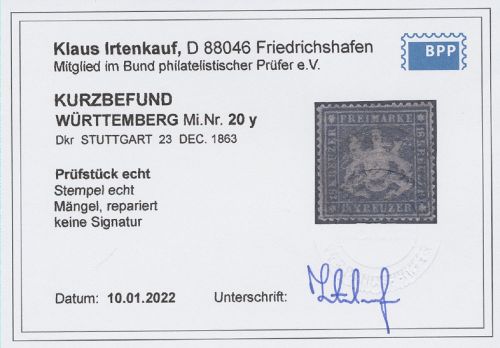 Klaus Irtenkauf, D 88046 Friedrichshafen
Mitglied im Bund philatelistischer Prüfer e.V.
BPP
KURZBEFUND
WÜRTTEMBERG Mi.Nr. 20 y
Dkr STUTTGART 23 DEC. 1863
FREIMARKE
KREUZER
Prüfstück echt
Stempel echt
Mängel, repariert
keine Signatur
Datum: 10.01.2022 Unterschrift: